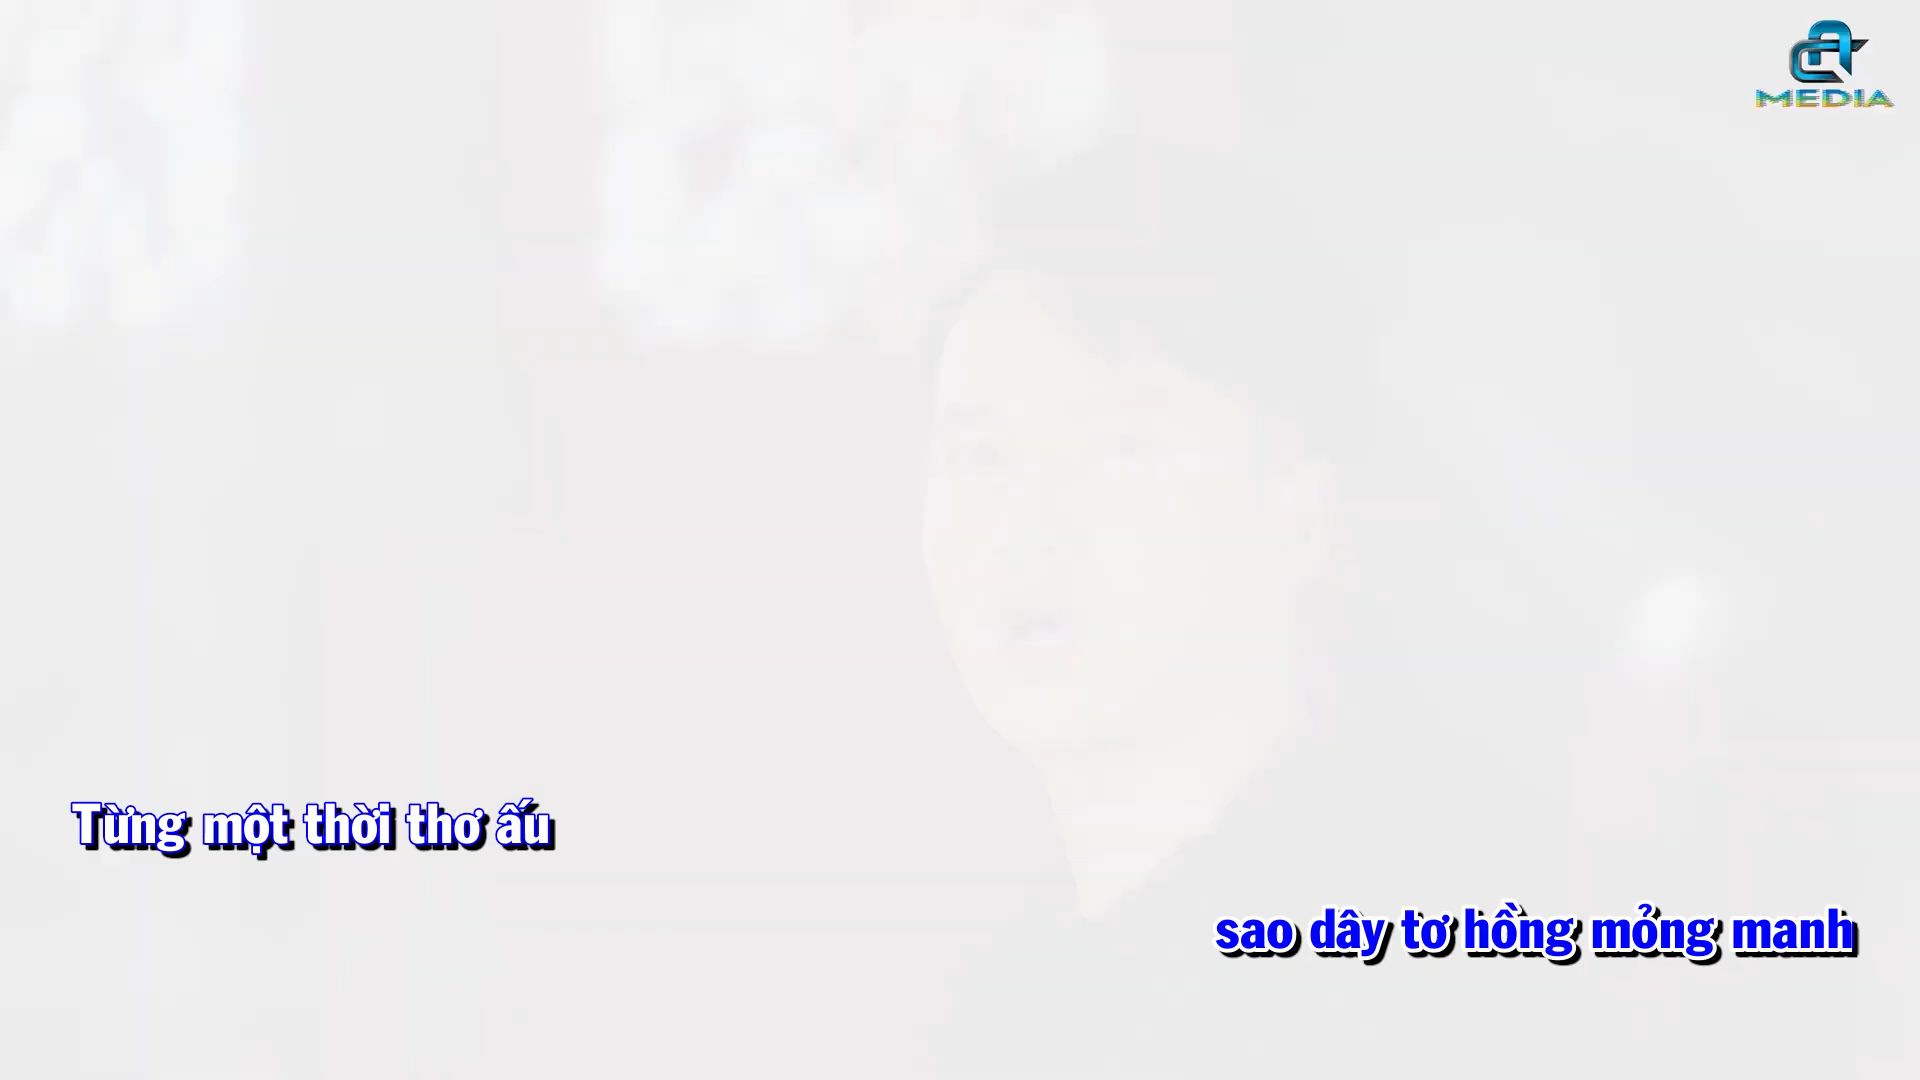 MEDIA
Từng một thời thơ ấu
sao dây tơ hồng mỏng manh